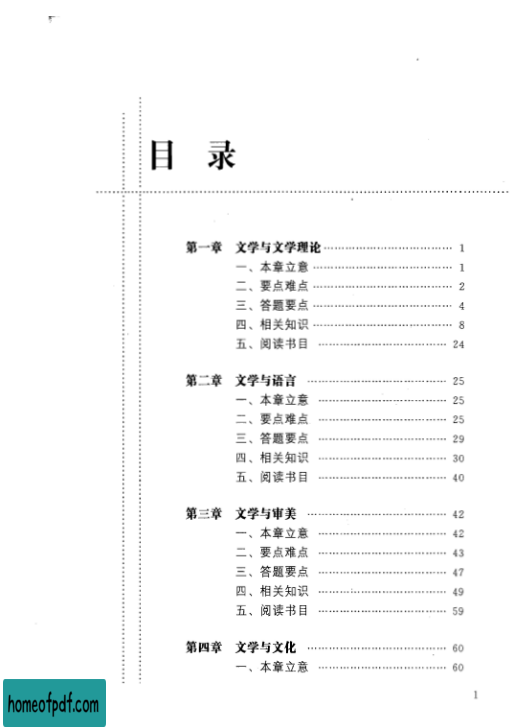 目 录
第一章 文学与文学理论 ………………………… 1
一、本章立意 ………………………… 1
二、要点难点 ………………………… 2
三、答题要点 ………………………… 4
四、相关知识 ………………………… 8
五、阅读书目 ………………………… 24
第二章 文学与语言 ………………………… 25
一、本章立意 ………………………… 25
二、要点难点 ………………………… 25
三、答题要点 ………………………… 29
四、相关知识 ………………………… 30
五、阅读书目 ………………………… 40
第三章 文学与审美 ………………………… 42
一、本章立意 ………………………… 42
二、要点难点 ………………………… 43
三、答题要点 ………………………… 47
四、相关知识 ………………………… 49
五、阅读书目 ………………………… 59
第四章 文学与文化 ………………………… 60
一、本章立意 ………………………… 60
1
homeofpdf.com